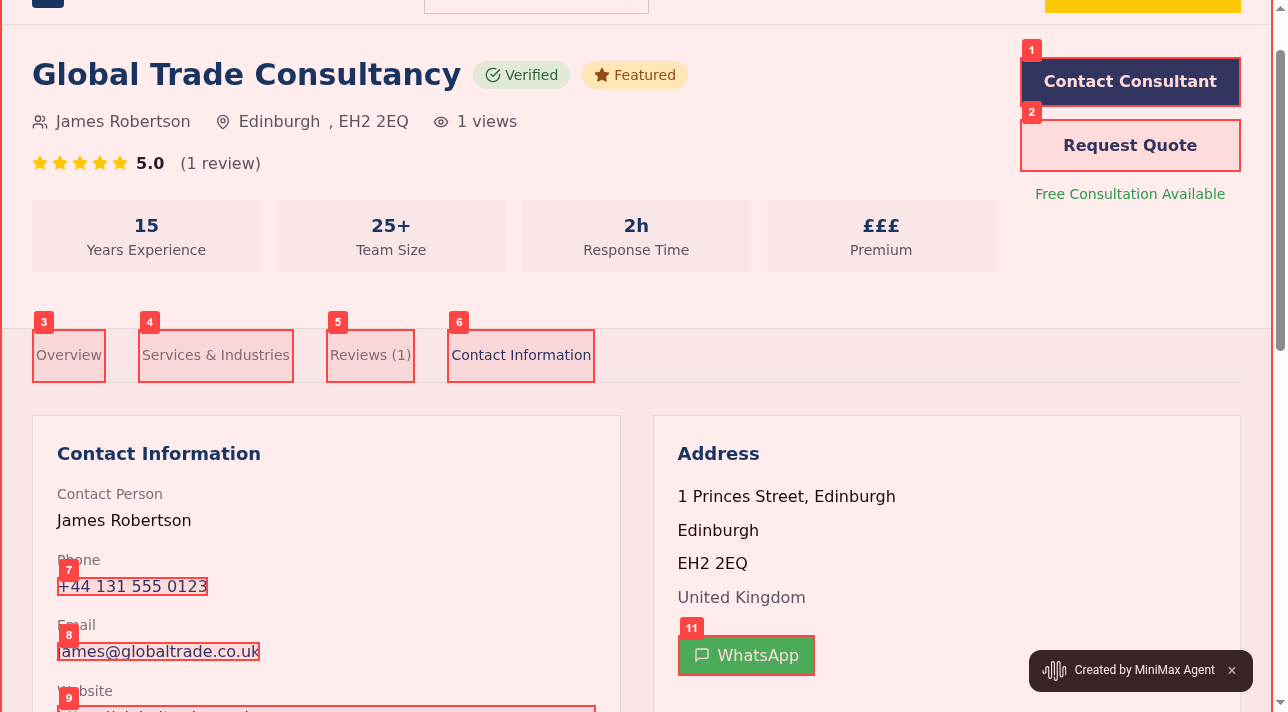 Global Trade Consultancy Verified Featured
1
Contact Consultant
James Robertson Edinburgh , EH2 2EQ 1 views
2
Request Quote
5.0 (1 review)
Free Consultation Available
15 25+ 2h £££
Years Experience Team Size Response Time Premium
3 4 5 6
Overview Services & Industries Reviews (1) Contact Information
Contact Information
Contact Person
James Robertson
Phone
7
+44 131 555 0123
Email
8
james@globaltrade.co.uk
Website
9
Address
1 Princes Street, Edinburgh
Edinburgh
EH2 2EQ
United Kingdom
11
WhatsApp
Created by MiniMax Agent ×